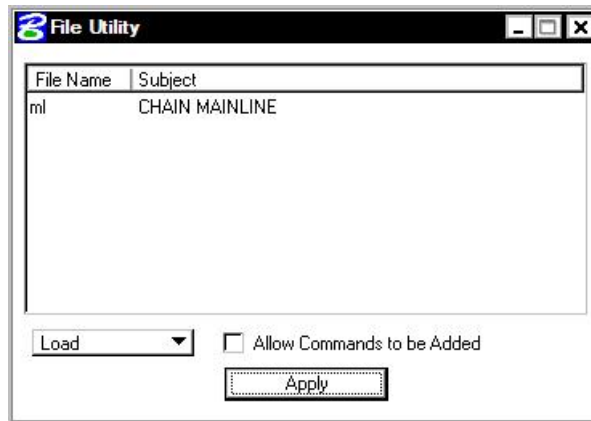 File Utility
File Name Subject
ml CHAIN MAINLINE
Load Allow Commands to be Added
Apply